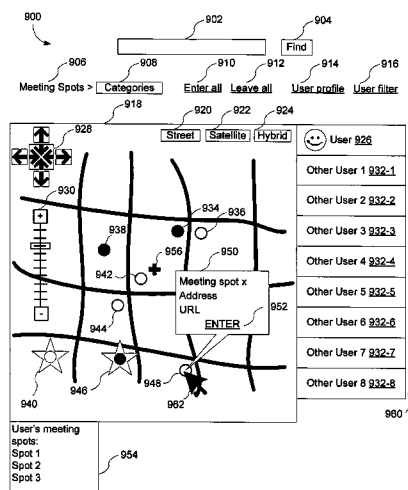 900
902
904
Find
906
908
910
912
914
916
Meeting Spots > Categories Enter all Leave all User profile User filter
918
920
922
924
Street Satellite Hybrid
928
User 926
930
+
-
Other User 1 932-1
Other User 2 932-2
Other User 3 932-3
Other User 4 932-4
Other User 5 932-5
Other User 6 932-6
Other User 7 932-7
Other User 8 932-8
934
936
938
956
950
942
Meeting spot x
Address
URL
ENTER
952
944
940
946
948
962
960
User's meeting
spots:
Spot 1
Spot 2
Spot 3
954